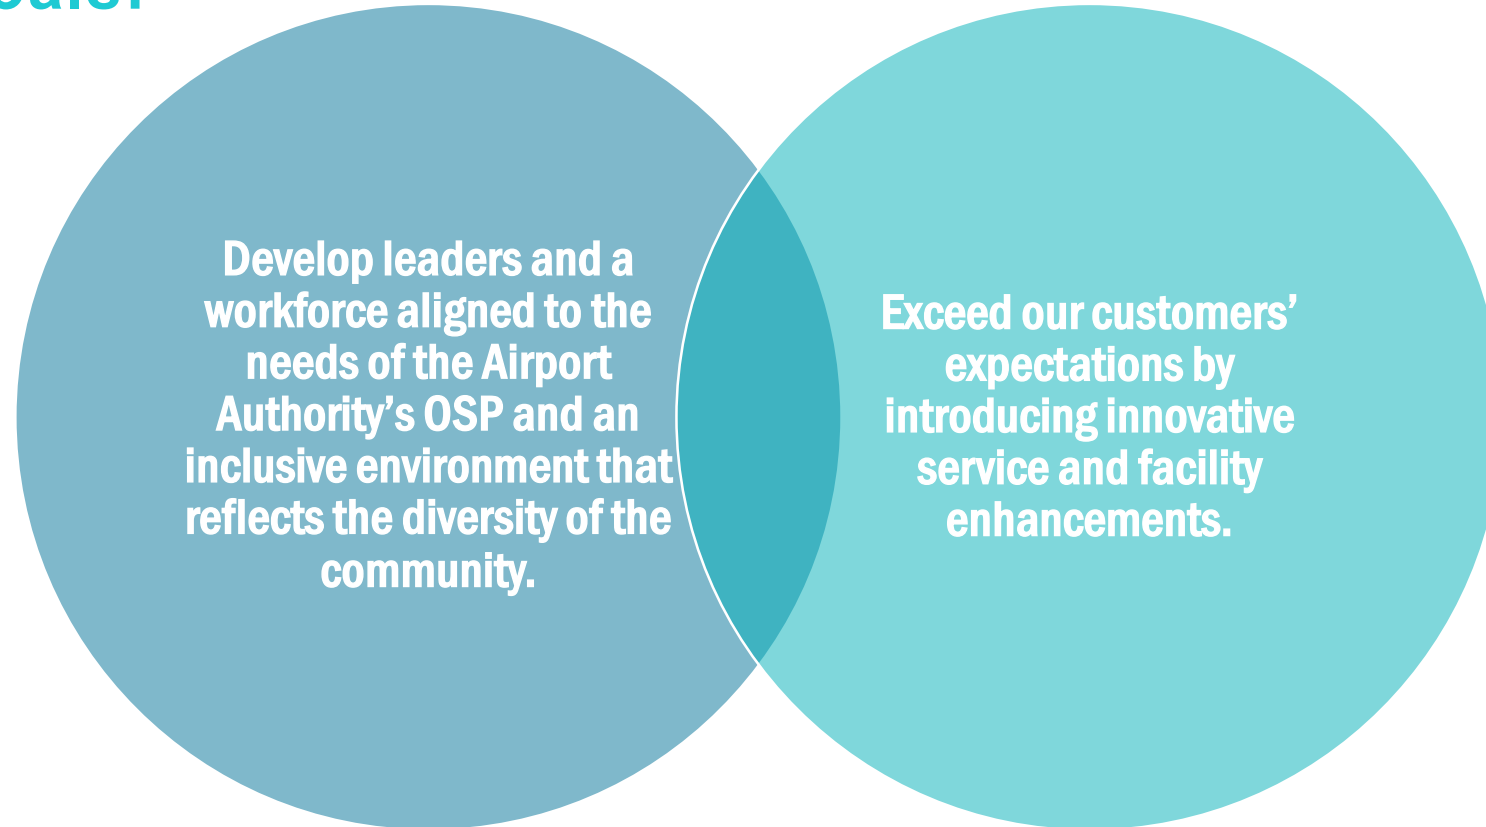 Develop leaders and a
workforce aligned to the
needs of the Airport
Authority’s OSP and an
inclusive environment that
reflects the diversity of the
community.
Exceed our customers’
expectations by
introducing innovative
service and facility
enhancements.